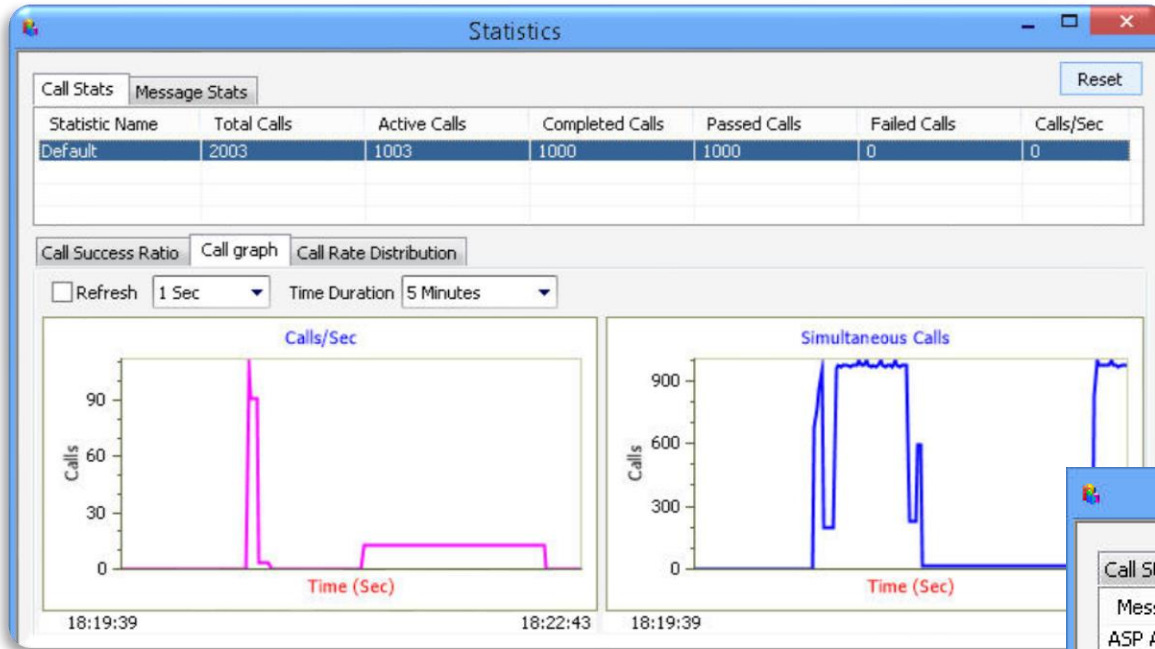 Statistics
Call Stats Message Stats Reset
Statistic Name Total Calls Active Calls Completed Calls Passed Calls Failed Calls Calls/Sec
Default 2003 1003 1000 1000 0 0
Call Success Ratio Call graph Call Rate Distribution
Refresh 1 Sec Time Duration 5 Minutes
Calls/Sec
90
60
30
0
Calls
Time (Sec)
18:19:39 18:22:43
Simultaneous Calls
900
600
300
0
Calls
Time (Sec)
18:19:39
Call S
Mess
ASP A